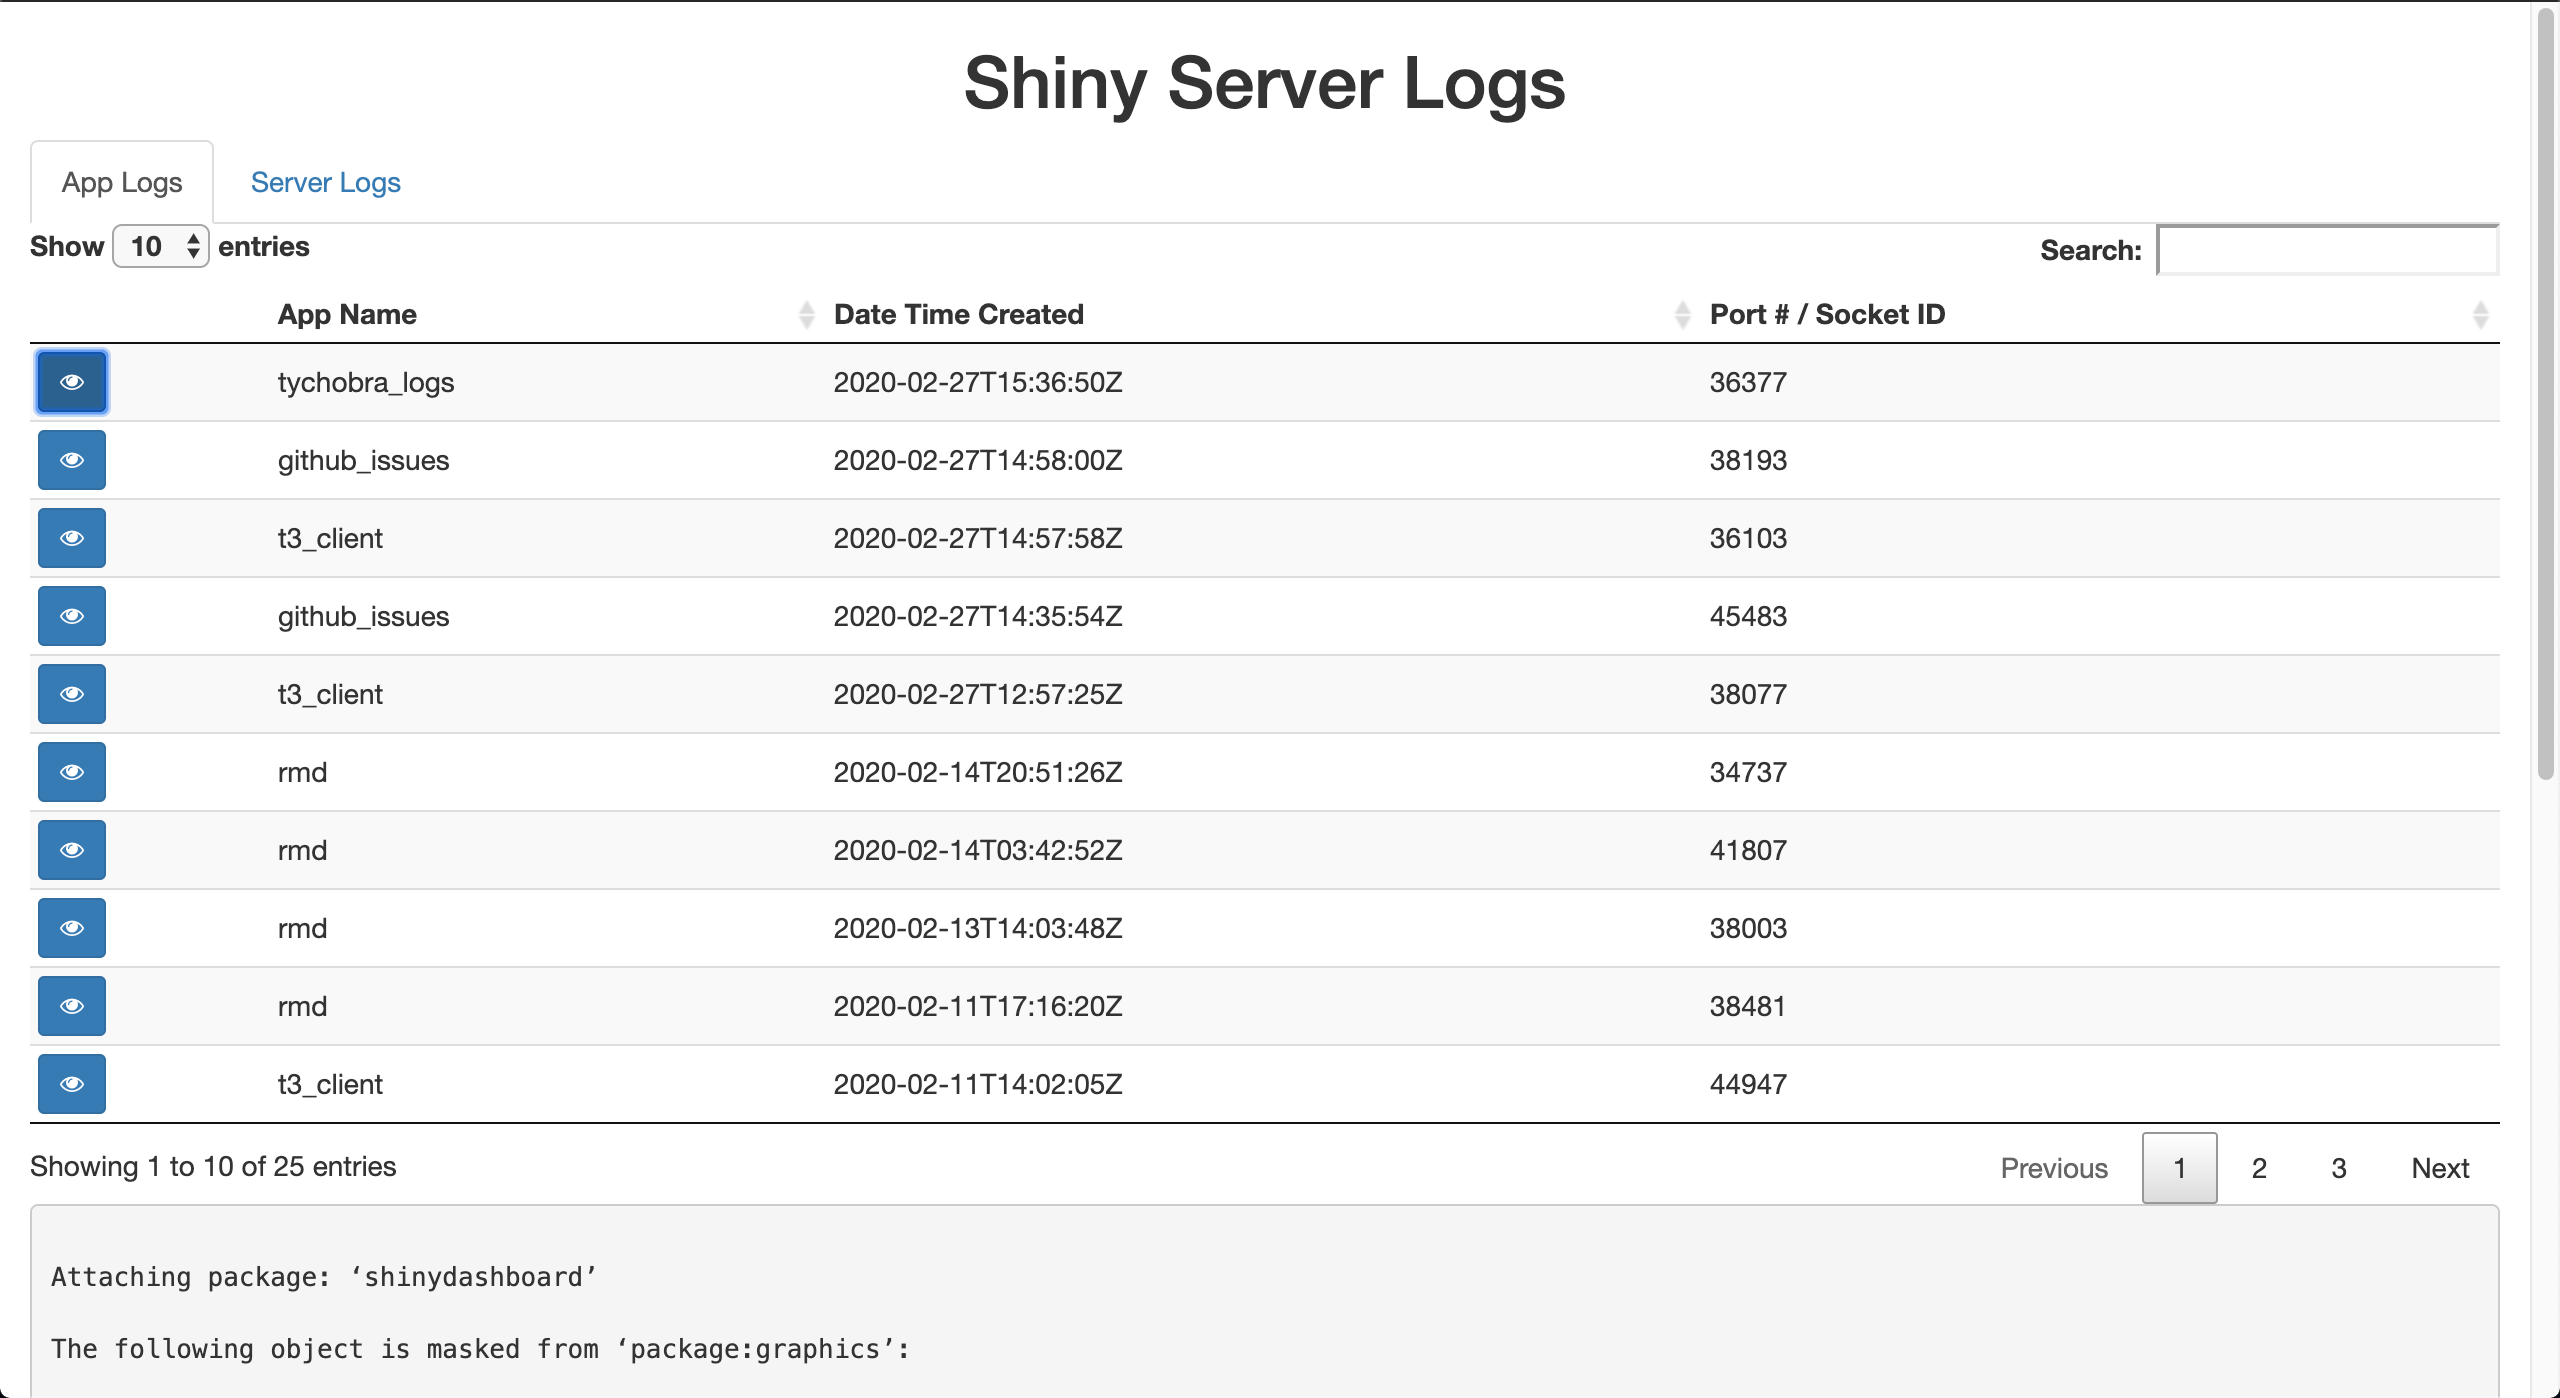 Shiny Server Logs
App Logs Server Logs
Show 10 entries Search:
App Name Date Time Created Port # / Socket ID
tychobra_logs 2020-02-27T15:36:50Z 36377
github_issues 2020-02-27T14:58:00Z 38193
t3_client 2020-02-27T14:57:58Z 36103
github_issues 2020-02-27T14:35:54Z 45483
t3_client 2020-02-27T12:57:25Z 38077
rmd 2020-02-14T20:51:26Z 34737
rmd 2020-02-14T03:42:52Z 41807
rmd 2020-02-13T14:03:48Z 38003
rmd 2020-02-11T17:16:20Z 38481
t3_client 2020-02-11T14:02:05Z 44947
Showing 1 to 10 of 25 entries Previous 1 2 3 Next
Attaching package: ‘shinydashboard’
The following object is masked from ‘package:graphics’: